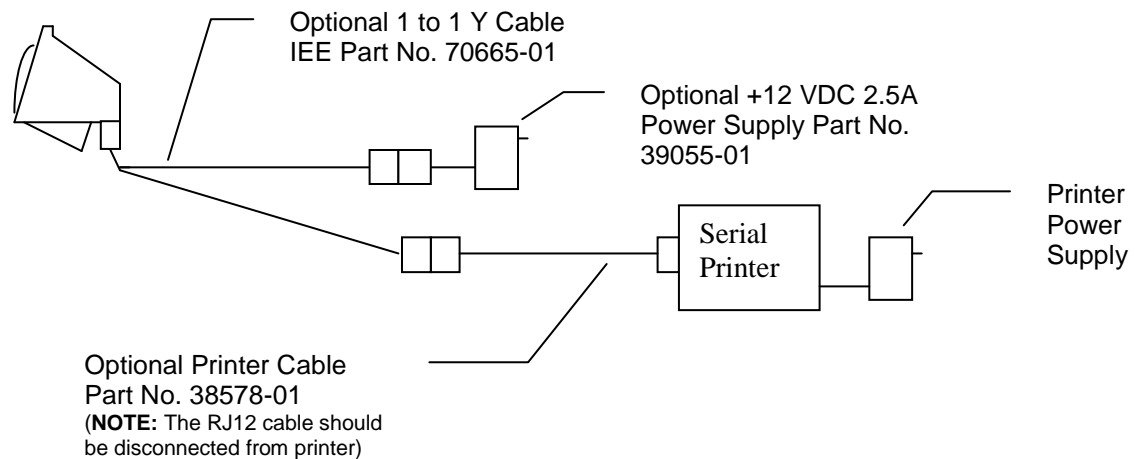 Optional 1 to 1 Y Cable
IEE Part No. 70665-01
Optional +12 VDC 2.5A
Power Supply Part No.
39055-01
Printer
Power
Supply
Serial
Printer
Optional Printer Cable
Part No. 38578-01
(NOTE: The RJ12 cable should
be disconnected from printer)